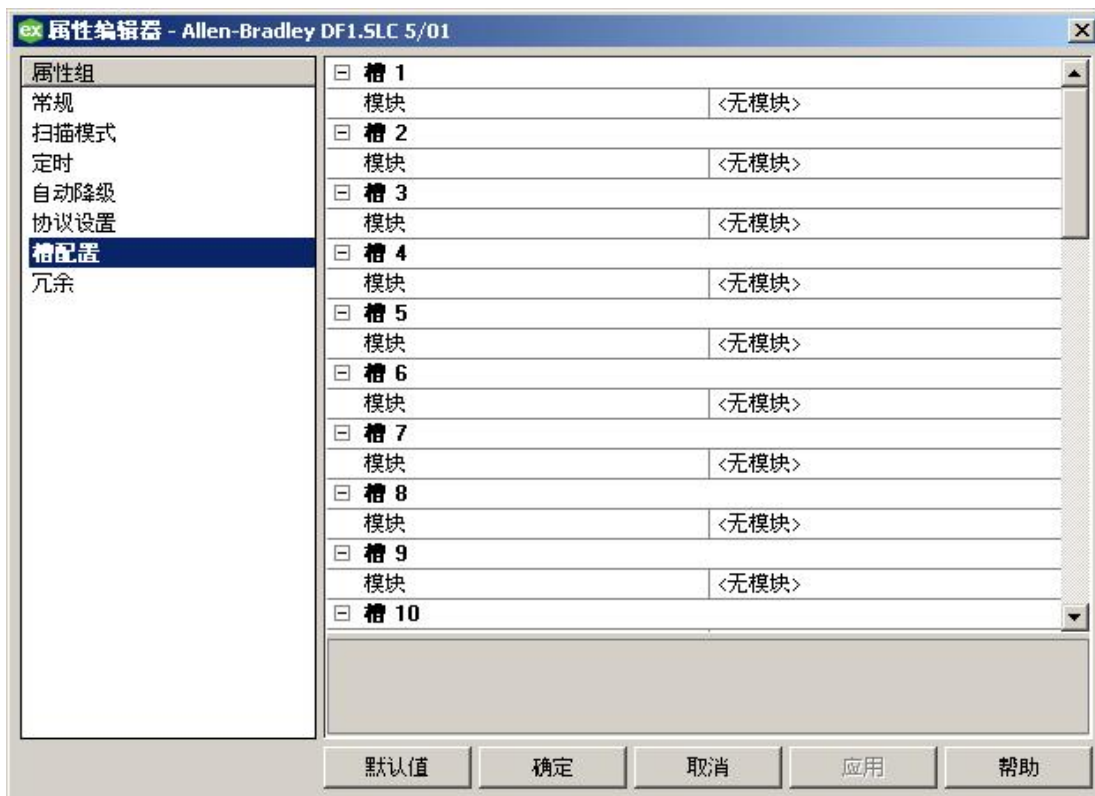 ex 属性编辑器 - Allen-Bradley DF1.SLC 5/01
属性组
常规
扫描模式
定时
自动降级
协议设置
槽配置
冗余
槽 1
模块 <无模块>
槽 2
模块 <无模块>
槽 3
模块 <无模块>
槽 4
模块 <无模块>
槽 5
模块 <无模块>
槽 6
模块 <无模块>
槽 7
模块 <无模块>
槽 8
模块 <无模块>
槽 9
模块 <无模块>
槽 10
默认值 确定 取消 应用 帮助